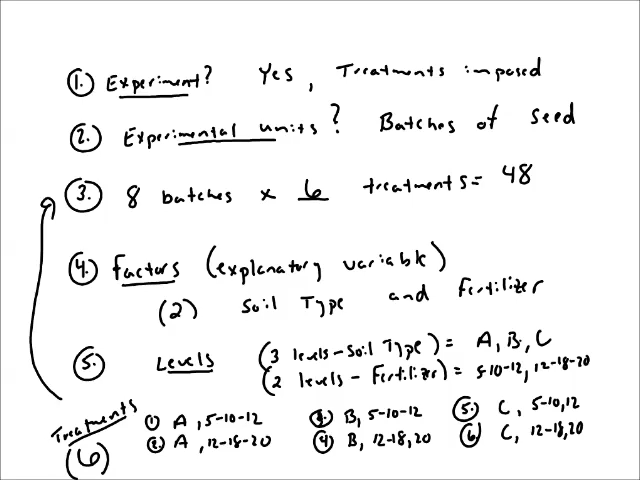 1. Experiment? Yes, Treatments imposed
2. Experimental units? Batches of seed
3. 8 batches x 6 treatments = 48
4. Factors (explanatory variable)
(2) Soil Type and Fertilizer
5. Levels (3 levels-Soil Type) = A, B, C
(2 levels - Fertilizer) = 5-10-12, 12-18-20
Treatments (6)
1 A, 5-10-12
2. A, 12-18-20
3. B, 5-10-12
4 B, 12-18,20
5. C, 5-10,12
6 C, 12-18,20